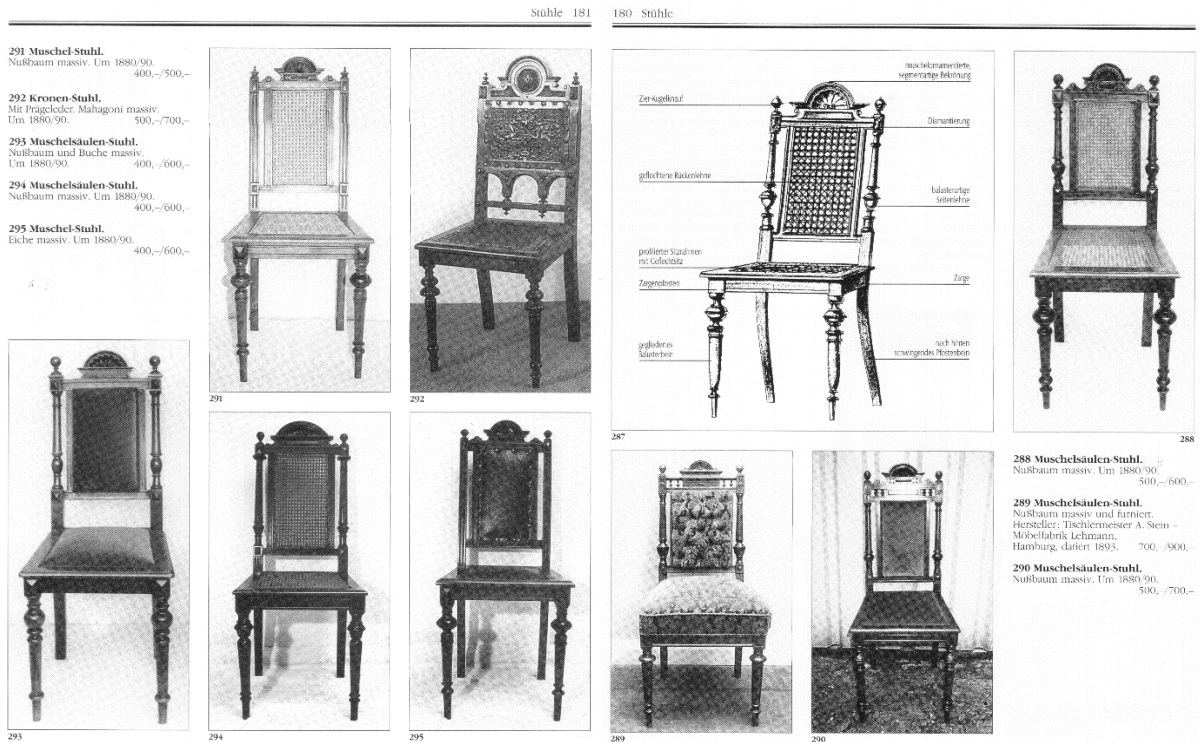 Stühle 181
291 Muschel-Stuhl.
Nußbaum massiv. Um 1880/90.
400,-/500,-
292 Kronen-Stuhl.
Mit Prägeleder. Mahagoni massiv.
Um 1880/90. 500,-/700,-
293 Muschelsäulen-Stuhl.
Nußbaum und Buche massiv.
Um 1880/90. 400,-/600,-
294 Muschelsäulen-Stuhl.
Nußbaum massiv. Um 1880/90.
400,-/600,-
295 Muschel-Stuhl.
Eiche massiv. Um 1880/90.
400,-/600,-
291
292
293
294
295
180 Stühle
muschelornamentierte,
segmentartige Bekrönung
Zier-Kugelknauf
Diamantierung
geflochtene Rückenlehne
balusterartige
Seitenlehne
profilierter Sitzrahmen
mit Geflechtsitz
Zargenpfosten
Zarge
gegliedertes
Balusterbein
nach hinten
schwingendes Pfostenbein
287
288
288 Muschelsäulen-Stuhl.
Nußbaum massiv. Um 1880/90.
500,-/600,-
289 Muschelsäulen-Stuhl.
Nußbaum massiv und furniert.
Hersteller: Tischlermeister A. Stein –
Möbelfabrik Lehmann,
Hamburg, datiert 1893. 700, -/900,-
290 Muschelsäulen-Stuhl.
Nußbaum massiv. Um 1880/90.
500,-/700,-
289
290